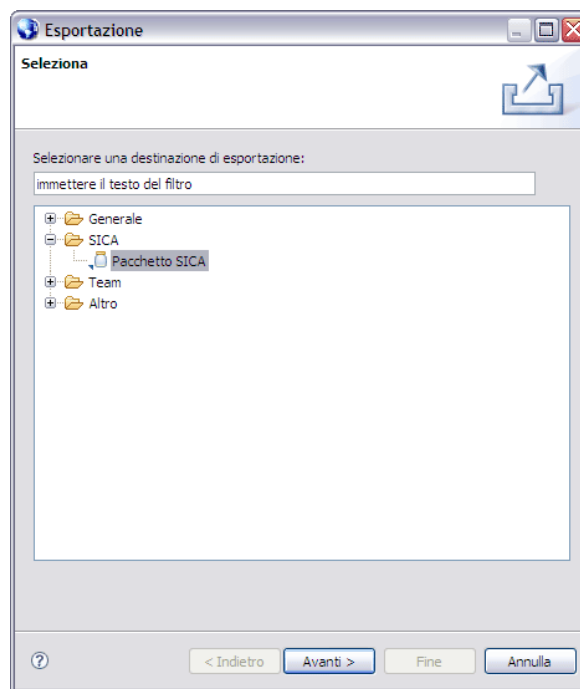 Esportazione
Seleziona
Selezionare una destinazione di esportazione:
immettere il testo del filtro
Generale
SICA
Pacchetto SICA
Team
Altro
< Indietro Avanti > Fine Annulla